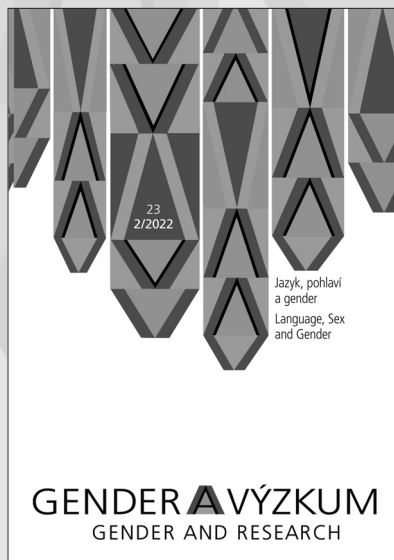 23
2/2022
Jazyk, pohlaví
a gender
Language, Sex
and Gender
GENDER A VÝZKUM
GENDER AND RESEARCH